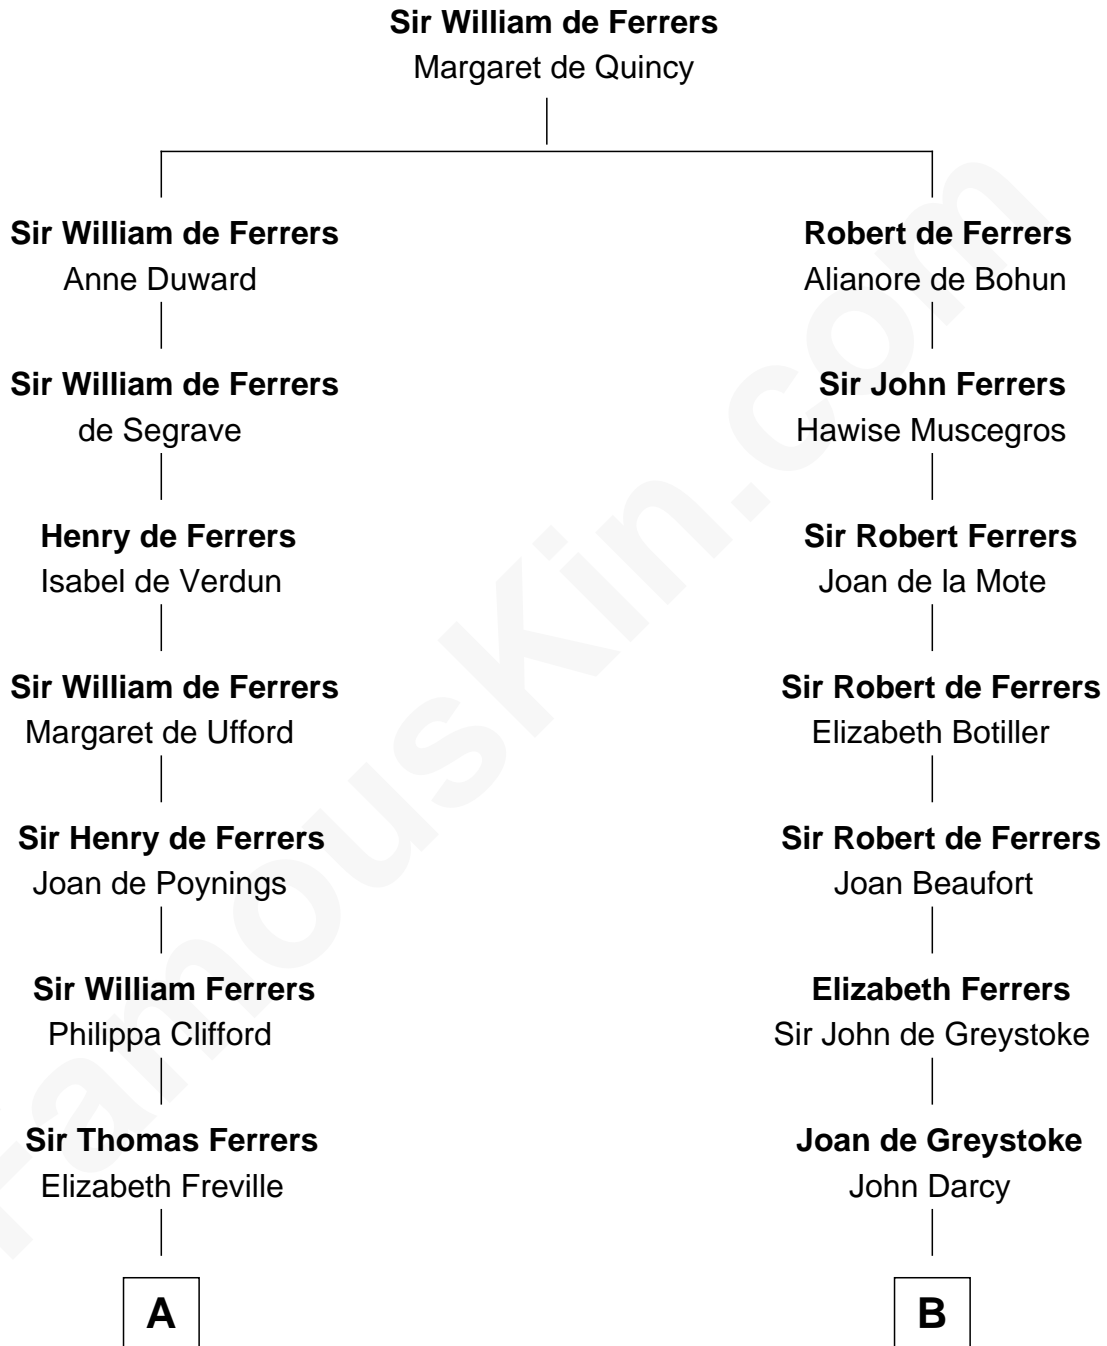 Sir William de Ferrers
Margaret de Quincy
Sir William de Ferrers
Anne Duward
Robert de Ferrers
Alianore de Bohun
Sir William de Ferrers
de Segrave
Sir John Ferrers
Hawise Muscegros
Henry de Ferrers
Isabel de Verdun
Sir Robert Ferrers
Joan de la Mote
Sir William de Ferrers
Margaret de Ufford
Sir Robert de Ferrers
Elizabeth Botiller
Sir Henry de Ferrers
Joan de Poynings
Sir Robert de Ferrers
Joan Beaufort
Sir William Ferrers
Philippa Clifford
Elizabeth Ferrers
Sir John de Greystoke
Sir Thomas Ferrers
Elizabeth Freville
Joan de Greystoke
John Darcy
A
B
FamousKin.com